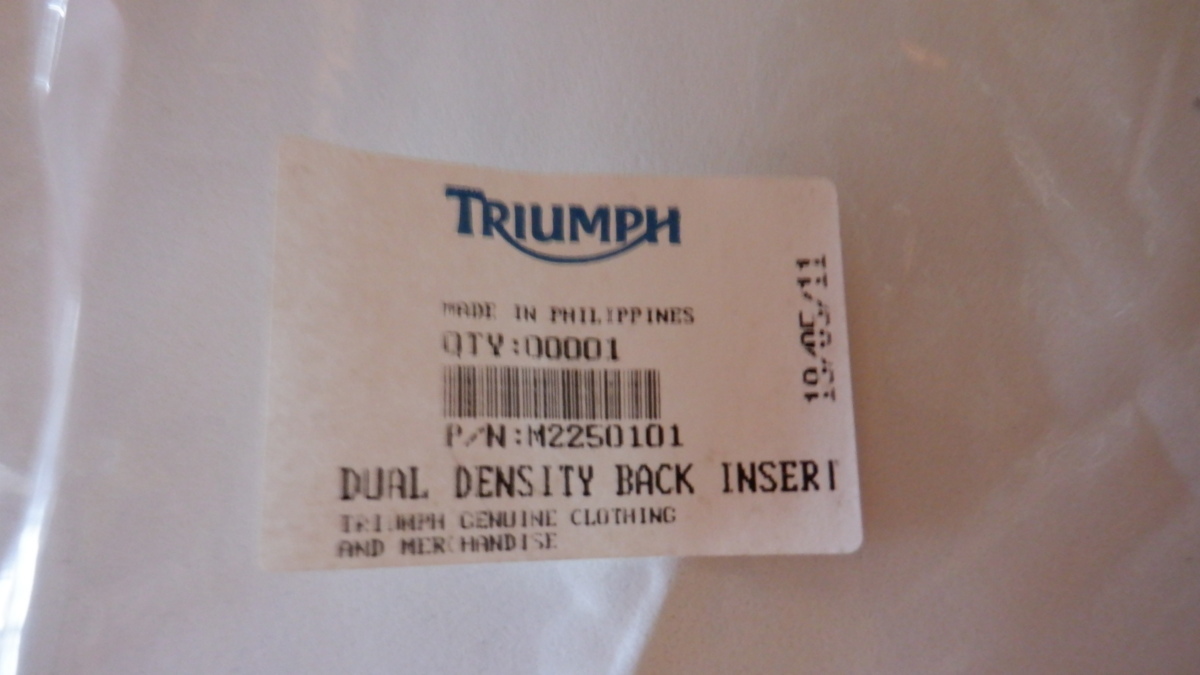 TRIUMPH
MADE IN PHILIPPINES
QTY:00001
P/N:M2250101
DUAL DENSITY BACK INSERT
TRIUMPH GENUINE CLOTHING
AND MERCHANDISE